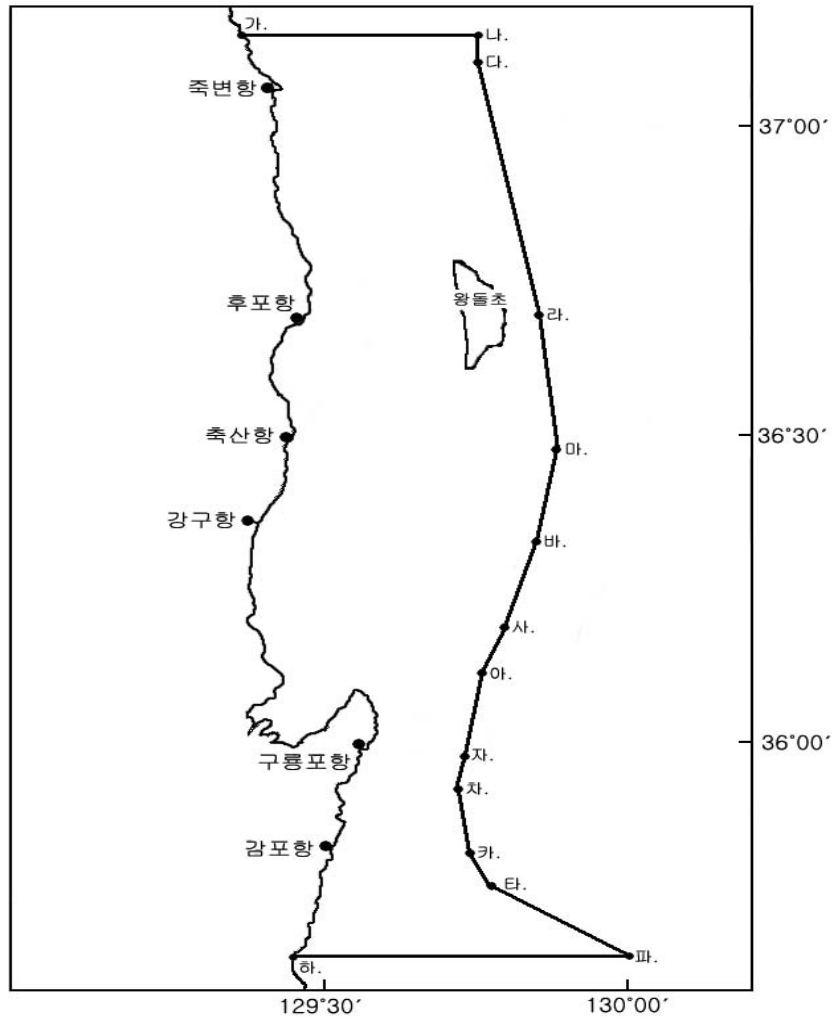 가.
나.
다.
죽변항
37°00′
왕돌초
후포항
라.
축산항
36°30′
마.
강구항
바.
사.
아.
36°00′
구룡포항
자.
차.
감포항
카.
타.
하.
파.
129°30′
130°00′